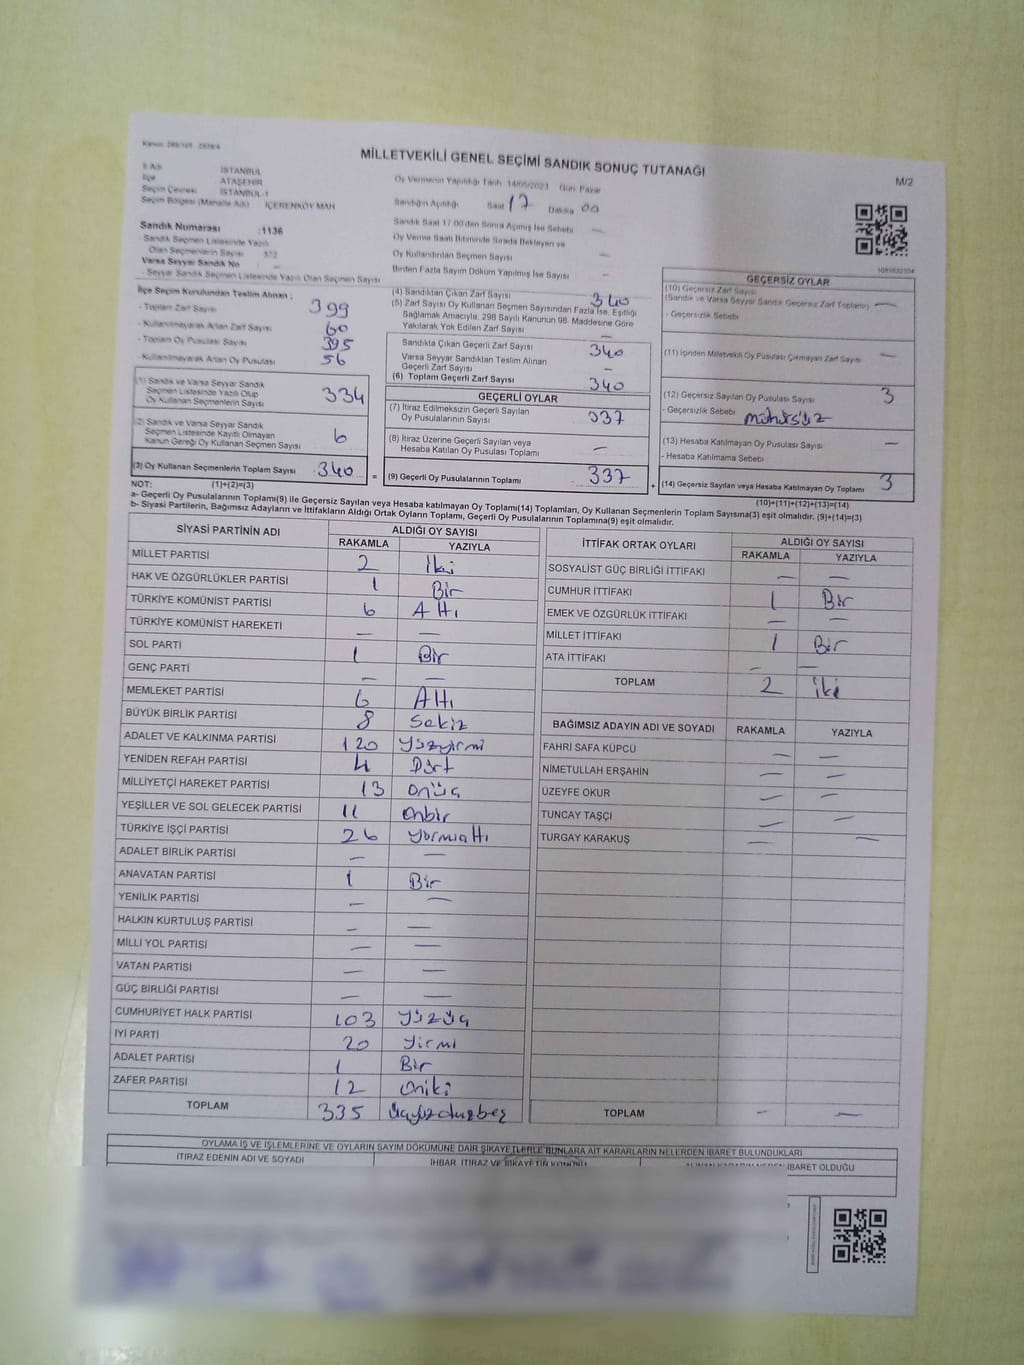 MİLLETVEKİLİ GENEL SEÇİMİ SANDIK SONUÇ TUTANAĞI
M/2
İl Adı İSTANBUL
İlçe ATAŞEHİR
Seçim Çevresi İSTANBUL-1
Seçim Bölgesi (Mahalle Adı) İÇERENKÖY MAH
Oy Vermenin Yapıldığı Tarih 14/05/2023 Gün Pazar
Sandığın Açıldığı Saat 17 Dakika 00
Sandık Numarası :1136
- Sandık Seçmen Listesinde Yazılı
Olan Seçmenlerin Sayısı 372
Varsa Seyyar Sandık No –
- Seyyar Sandık Seçmen Listesinde Yazılı Olan Seçmen Sayısı
Sandık Saat 17:00'den Sonra Açılmış İse Sebebi –
Oy Verme Saati Bitiminde Sırada Bekleyen ve
Oy Kullandırılan Seçmen Sayısı –
Birden Fazla Sayım Döküm Yapılmış İse Sayısı –
İlçe Seçim Kurulundan Teslim Alınan ;
- Toplam Zarf Sayısı 399
- Kullanılmayarak Artan Zarf Sayısı 60
- Toplam Oy Pusulası Sayısı 395
- Kullanılmayarak Artan Oy Pusulası 56
(1) Sandık ve Varsa Seyyar Sandık
Seçmen Listesinde Yazılı Olup
Oy Kullanan Seçmenlerin Sayısı 334
(2) Sandık ve Varsa Seyyar Sandık
Seçmen Listesinde Kayıtlı Olmayan
Kanun Gereği Oy Kullanan Seçmen Sayısı 6
(3) Oy Kullanan Seçmenlerin Toplam Sayısı 340 =
(4) Sandıktan Çıkan Zarf Sayısı 340
(5) Zarf Sayısı Oy Kullanan Seçmen Sayısından Fazla İse, Eşitliği
Sağlamak Amacıyla, 298 Sayılı Kanunun 98. Maddesine Göre
Yakılarak Yok Edilen Zarf Sayısı –
Sandıkta Çıkan Geçerli Zarf Sayısı 340
Varsa Seyyar Sandıktan Teslim Alınan
Geçerli Zarf Sayısı –
(6) Toplam Geçerli Zarf Sayısı 340
GEÇERLİ OYLAR
(7) İtiraz Edilmeksizin Geçerli Sayılan
Oy Pusulalarının Sayısı 337
(8) İtiraz Üzerine Geçerli Sayılan veya
Hesaba Katılan Oy Pusulaları Toplamı –
(9) Geçerli Oy Pusulalarının Toplamı 337 +
GEÇERSİZ OYLAR
(10) Geçersiz Zarf Sayısı
(Sandık ve Varsa Seyyar Sandık Geçersiz Zarf Toplamı) –
- Geçersizlik Sebebi
(11) İçinden Milletvekili Oy Pusulası Çıkmayan Zarf Sayısı –
(12) Geçersiz Sayılan Oy Pusulası Sayısı 3
- Geçersizlik Sebebi mühürsüz
(13) Hesaba Katılmayan Oy Pusulası Sayısı –
- Hesaba Katılmama Sebebi
(14) Geçersiz Sayılan veya Hesaba Katılmayan Oy Toplamı 3
NOT: (1)+(2)=(3) (10)+(11)+(12)+(13)=(14)
a- Geçerli Oy Pusulalarının Toplamı(9) ile Geçersiz Sayılan veya Hesaba katılmayan Oy Toplamı(14) Toplamları, Oy Kullanan Seçmenlerin Toplam Sayısına(3) eşit olmalıdır. (9)+(14)=(3)
b- Siyasi Partilerin, Bağımsız Adayların ve İttifakların Aldığı Ortak Oyların Toplamı, Geçerli Oy Pusulalarının Toplamına(9) eşit olmalıdır.
SİYASİ PARTİNİN ADI ALDIĞI OY SAYISI
RAKAMLA YAZIYLA
MİLLET PARTİSİ 2 İki
HAK VE ÖZGÜRLÜKLER PARTİSİ 1 Bir
TÜRKİYE KOMÜNİST PARTİSİ 6 Altı
TÜRKİYE KOMÜNİST HAREKETİ – –
SOL PARTİ 1 Bir
GENÇ PARTİ – –
MEMLEKET PARTİSİ 6 Altı
BÜYÜK BİRLİK PARTİSİ 8 Sekiz
ADALET VE KALKINMA PARTİSİ 120 Yüzyirmi
YENİDEN REFAH PARTİSİ 4 Dört
MİLLİYETÇİ HAREKET PARTİSİ 13 onüç
YEŞİLLER VE SOL GELECEK PARTİSİ 11 onbir
TÜRKİYE İŞÇİ PARTİSİ 26 Yirmialtı
ADALET BİRLİK PARTİSİ – –
ANAVATAN PARTİSİ 1 Bir
YENİLİK PARTİSİ – –
HALKIN KURTULUŞ PARTİSİ – –
MİLLİ YOL PARTİSİ – –
VATAN PARTİSİ – –
GÜÇ BİRLİĞİ PARTİSİ – –
CUMHURİYET HALK PARTİSİ 103 Yüzüç
İYİ PARTİ 20 Yirmi
ADALET PARTİSİ 1 Bir
ZAFER PARTİSİ 12 oniki
TOPLAM 335 üçyüzotuzbeş
İTTİFAK ORTAK OYLARI ALDIĞI OY SAYISI
RAKAMLA YAZIYLA
SOSYALİST GÜÇ BİRLİĞİ İTTİFAKI – –
CUMHUR İTTİFAKI 1 Bir
EMEK VE ÖZGÜRLÜK İTTİFAKI – –
MİLLET İTTİFAKI 1 Bir
ATA İTTİFAKI – –
TOPLAM 2 iki
BAĞIMSIZ ADAYIN ADI VE SOYADI RAKAMLA YAZIYLA
FAHRİ SAFA KÜPCÜ – –
NİMETULLAH ERŞAHİN – –
ÜZEYFE OKUR – –
TUNCAY TAŞÇI – –
TURGAY KARAKUŞ – –
TOPLAM – –
OYLAMA İŞ VE İŞLEMLERİNE VE OYLARIN SAYIM DÖKÜMÜNE DAİR ŞİKAYETLERLE BUNLARA AİT KARARLARIN NELERDEN İBARET BULUNDUKLARI
İTİRAZ EDENİN ADI VE SOYADI İHBAR, İTİRAZ VE ŞİKAYETİN KONUSU İBARET OLDUĞU